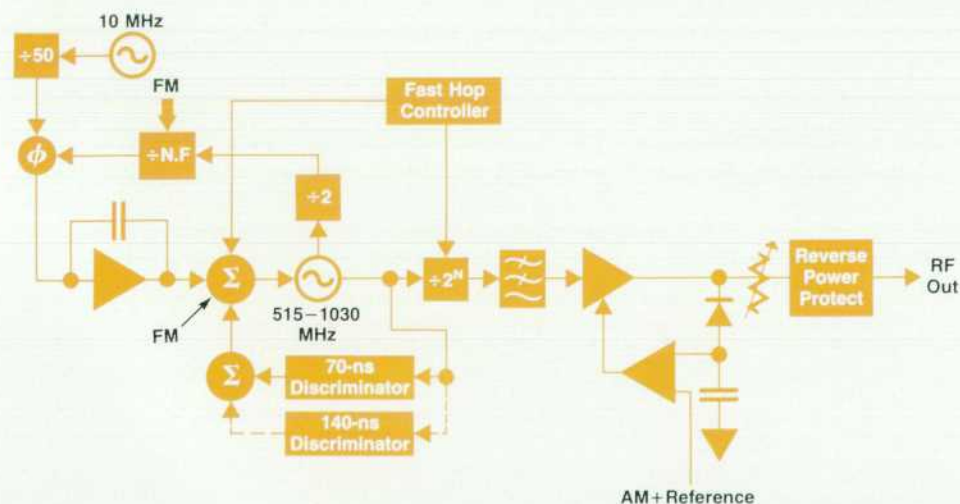 10 MHz
÷50
FM
Fast Hop
Controller
ϕ
÷N.F
÷2
Σ
÷2ᴺ
Reverse
Power
Protect
RF
Out
FM
515–1030
MHz
Σ
70-ns
Discriminator
140-ns
Discriminator
AM+Reference